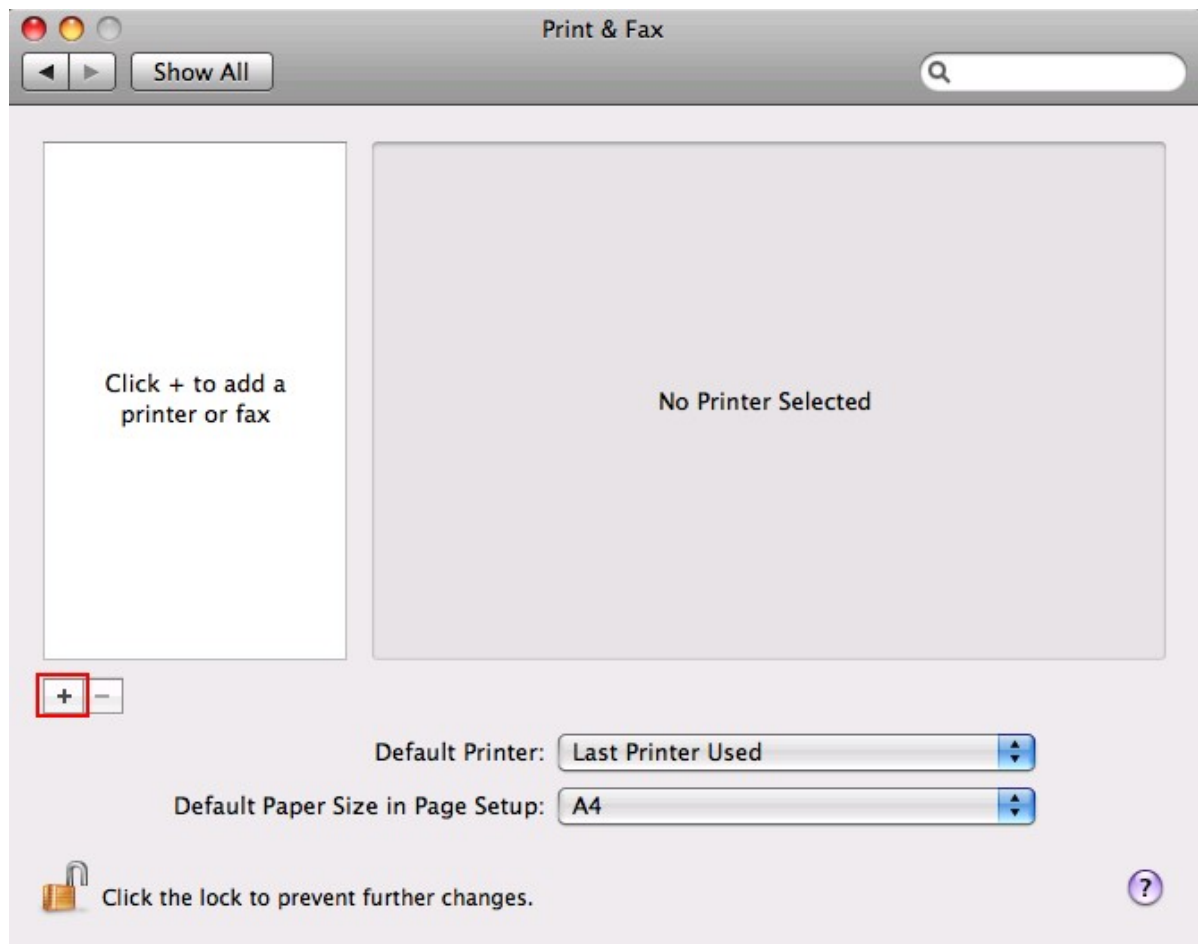 Print & Fax
Show All
Click + to add a
printer or fax
No Printer Selected
+ −
Default Printer: Last Printer Used
Default Paper Size in Page Setup: A4
Click the lock to prevent further changes.
?